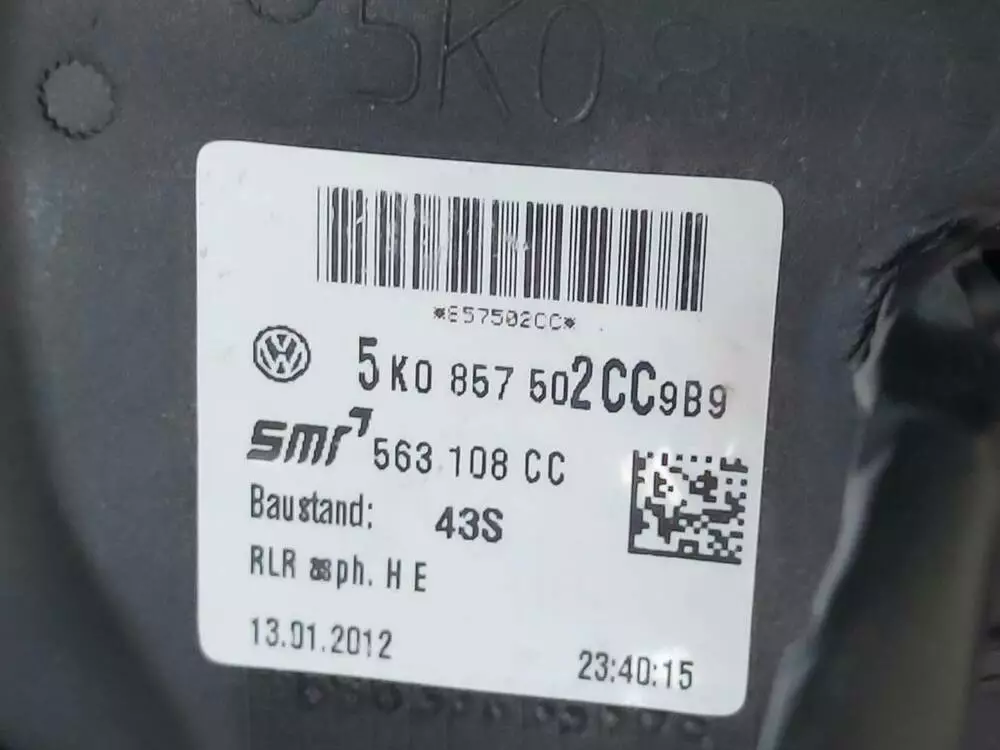 5K0
*E57502CC*
5K0 857 502CC9B9
smr 563 108 CC
Baustand: 43S
RLR asph. H E
13.01.2012 23:40:15